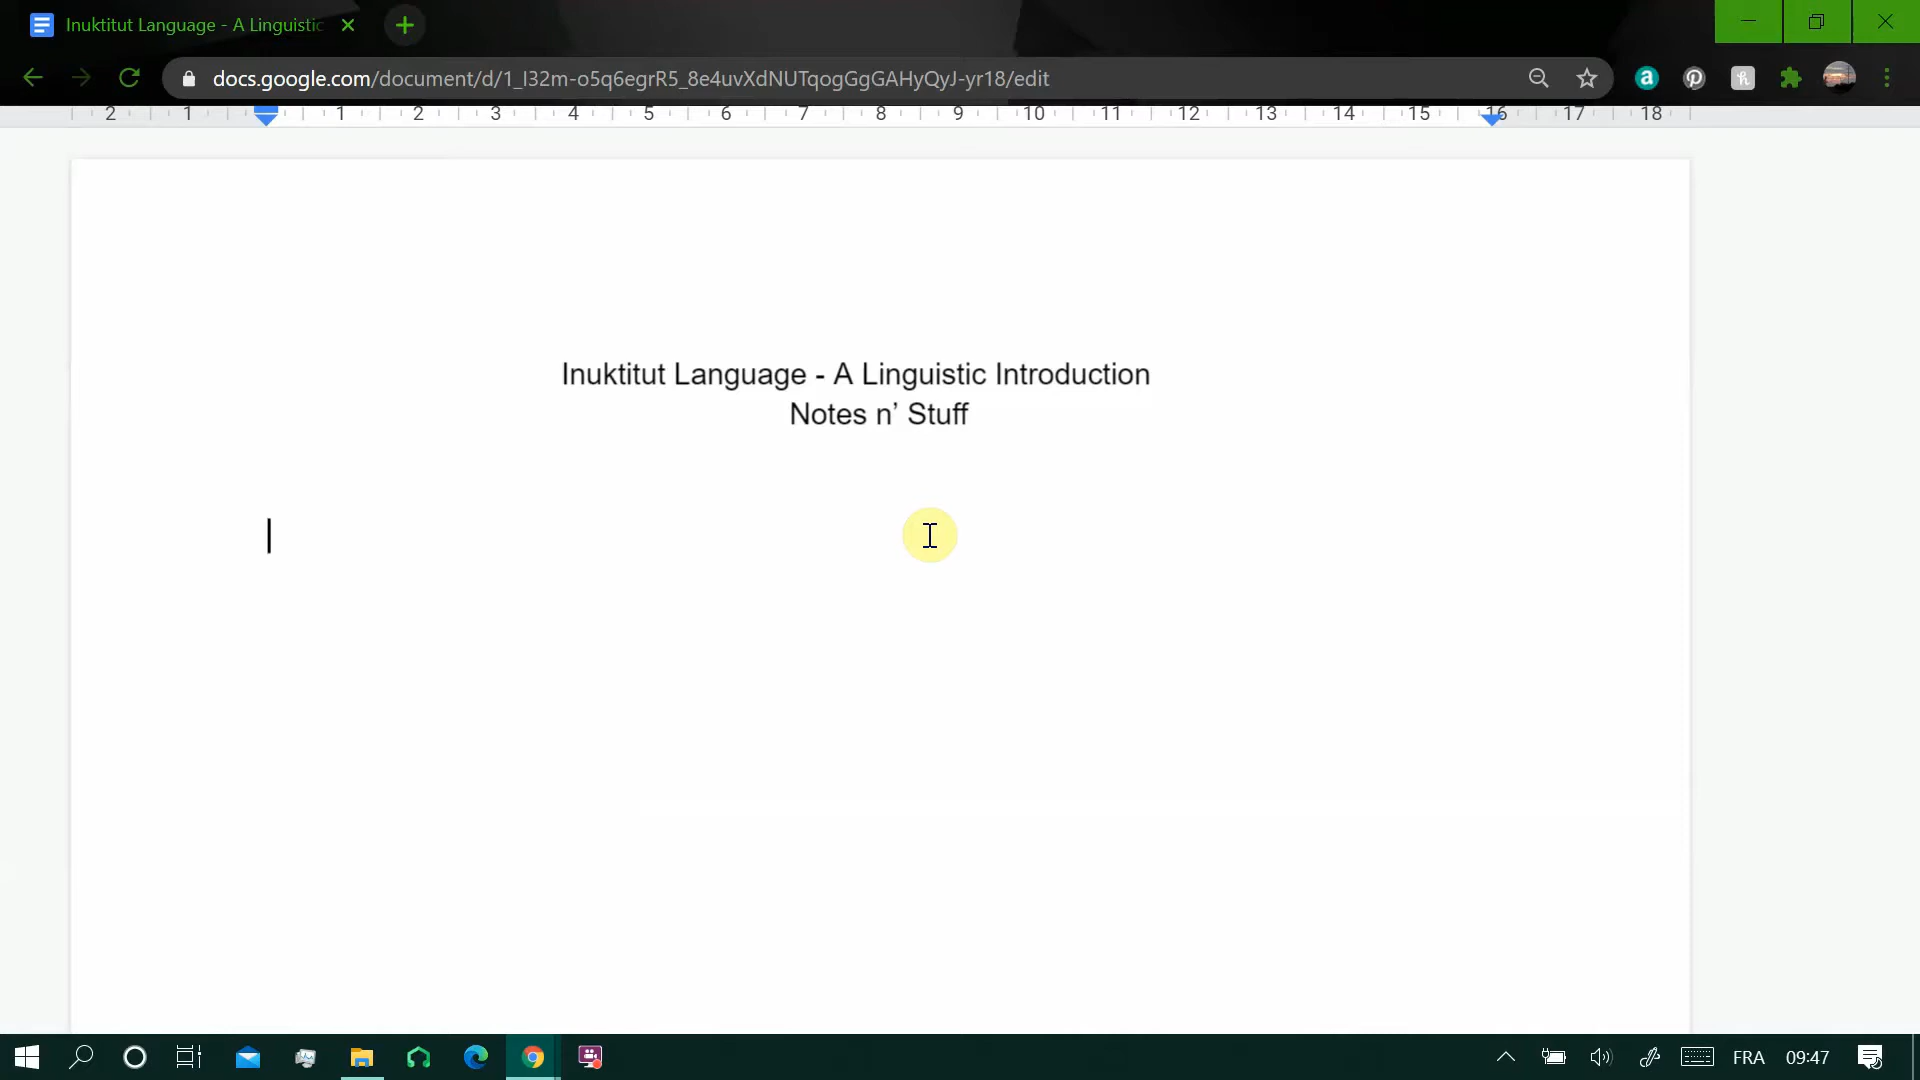 Inuktitut Language - A Linguistic
docs.google.com/document/d/1_I32m-o5q6egrR5_8e4uvXdNUTqogGgGAHyQyJ-yr18/edit
2 1 1 2 3 4 5 6 7 8 9 10 11 12 13 14 15 16 17 18
Inuktitut Language - A Linguistic Introduction
Notes n’ Stuff
FRA 09:47